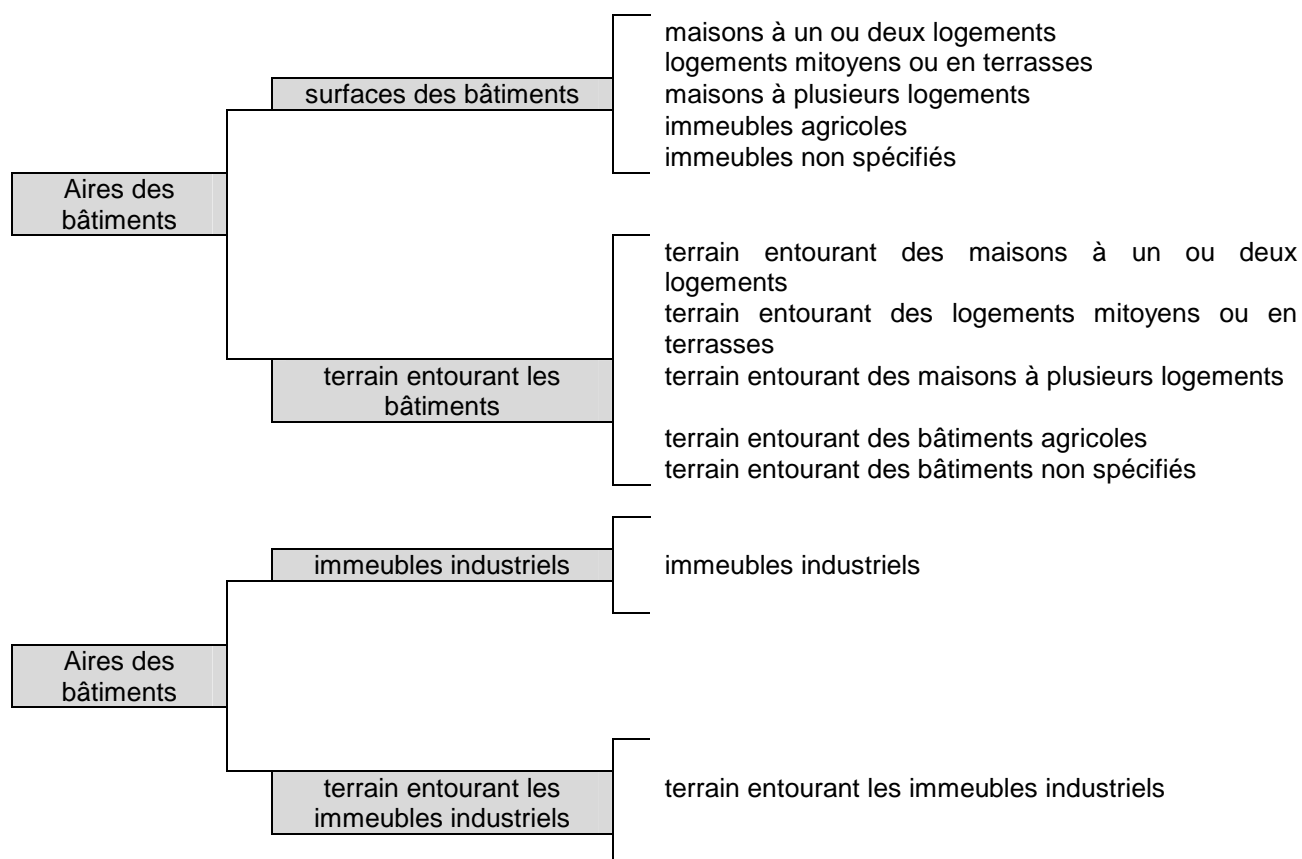 maisons à un ou deux logements
logements mitoyens ou en terrasses
surfaces des bâtiments
maisons à plusieurs logements
immeubles agricoles
immeubles non spécifiés
Aires des
bâtiments
terrain entourant des maisons à un ou deux
logements
terrain entourant des logements mitoyens ou en
terrasses
terrain entourant les
bâtiments
terrain entourant des maisons à plusieurs logements
terrain entourant des bâtiments agricoles
terrain entourant des bâtiments non spécifiés
immeubles industriels
immeubles industriels
Aires des
bâtiments
terrain entourant les
immeubles industriels
terrain entourant les immeubles industriels